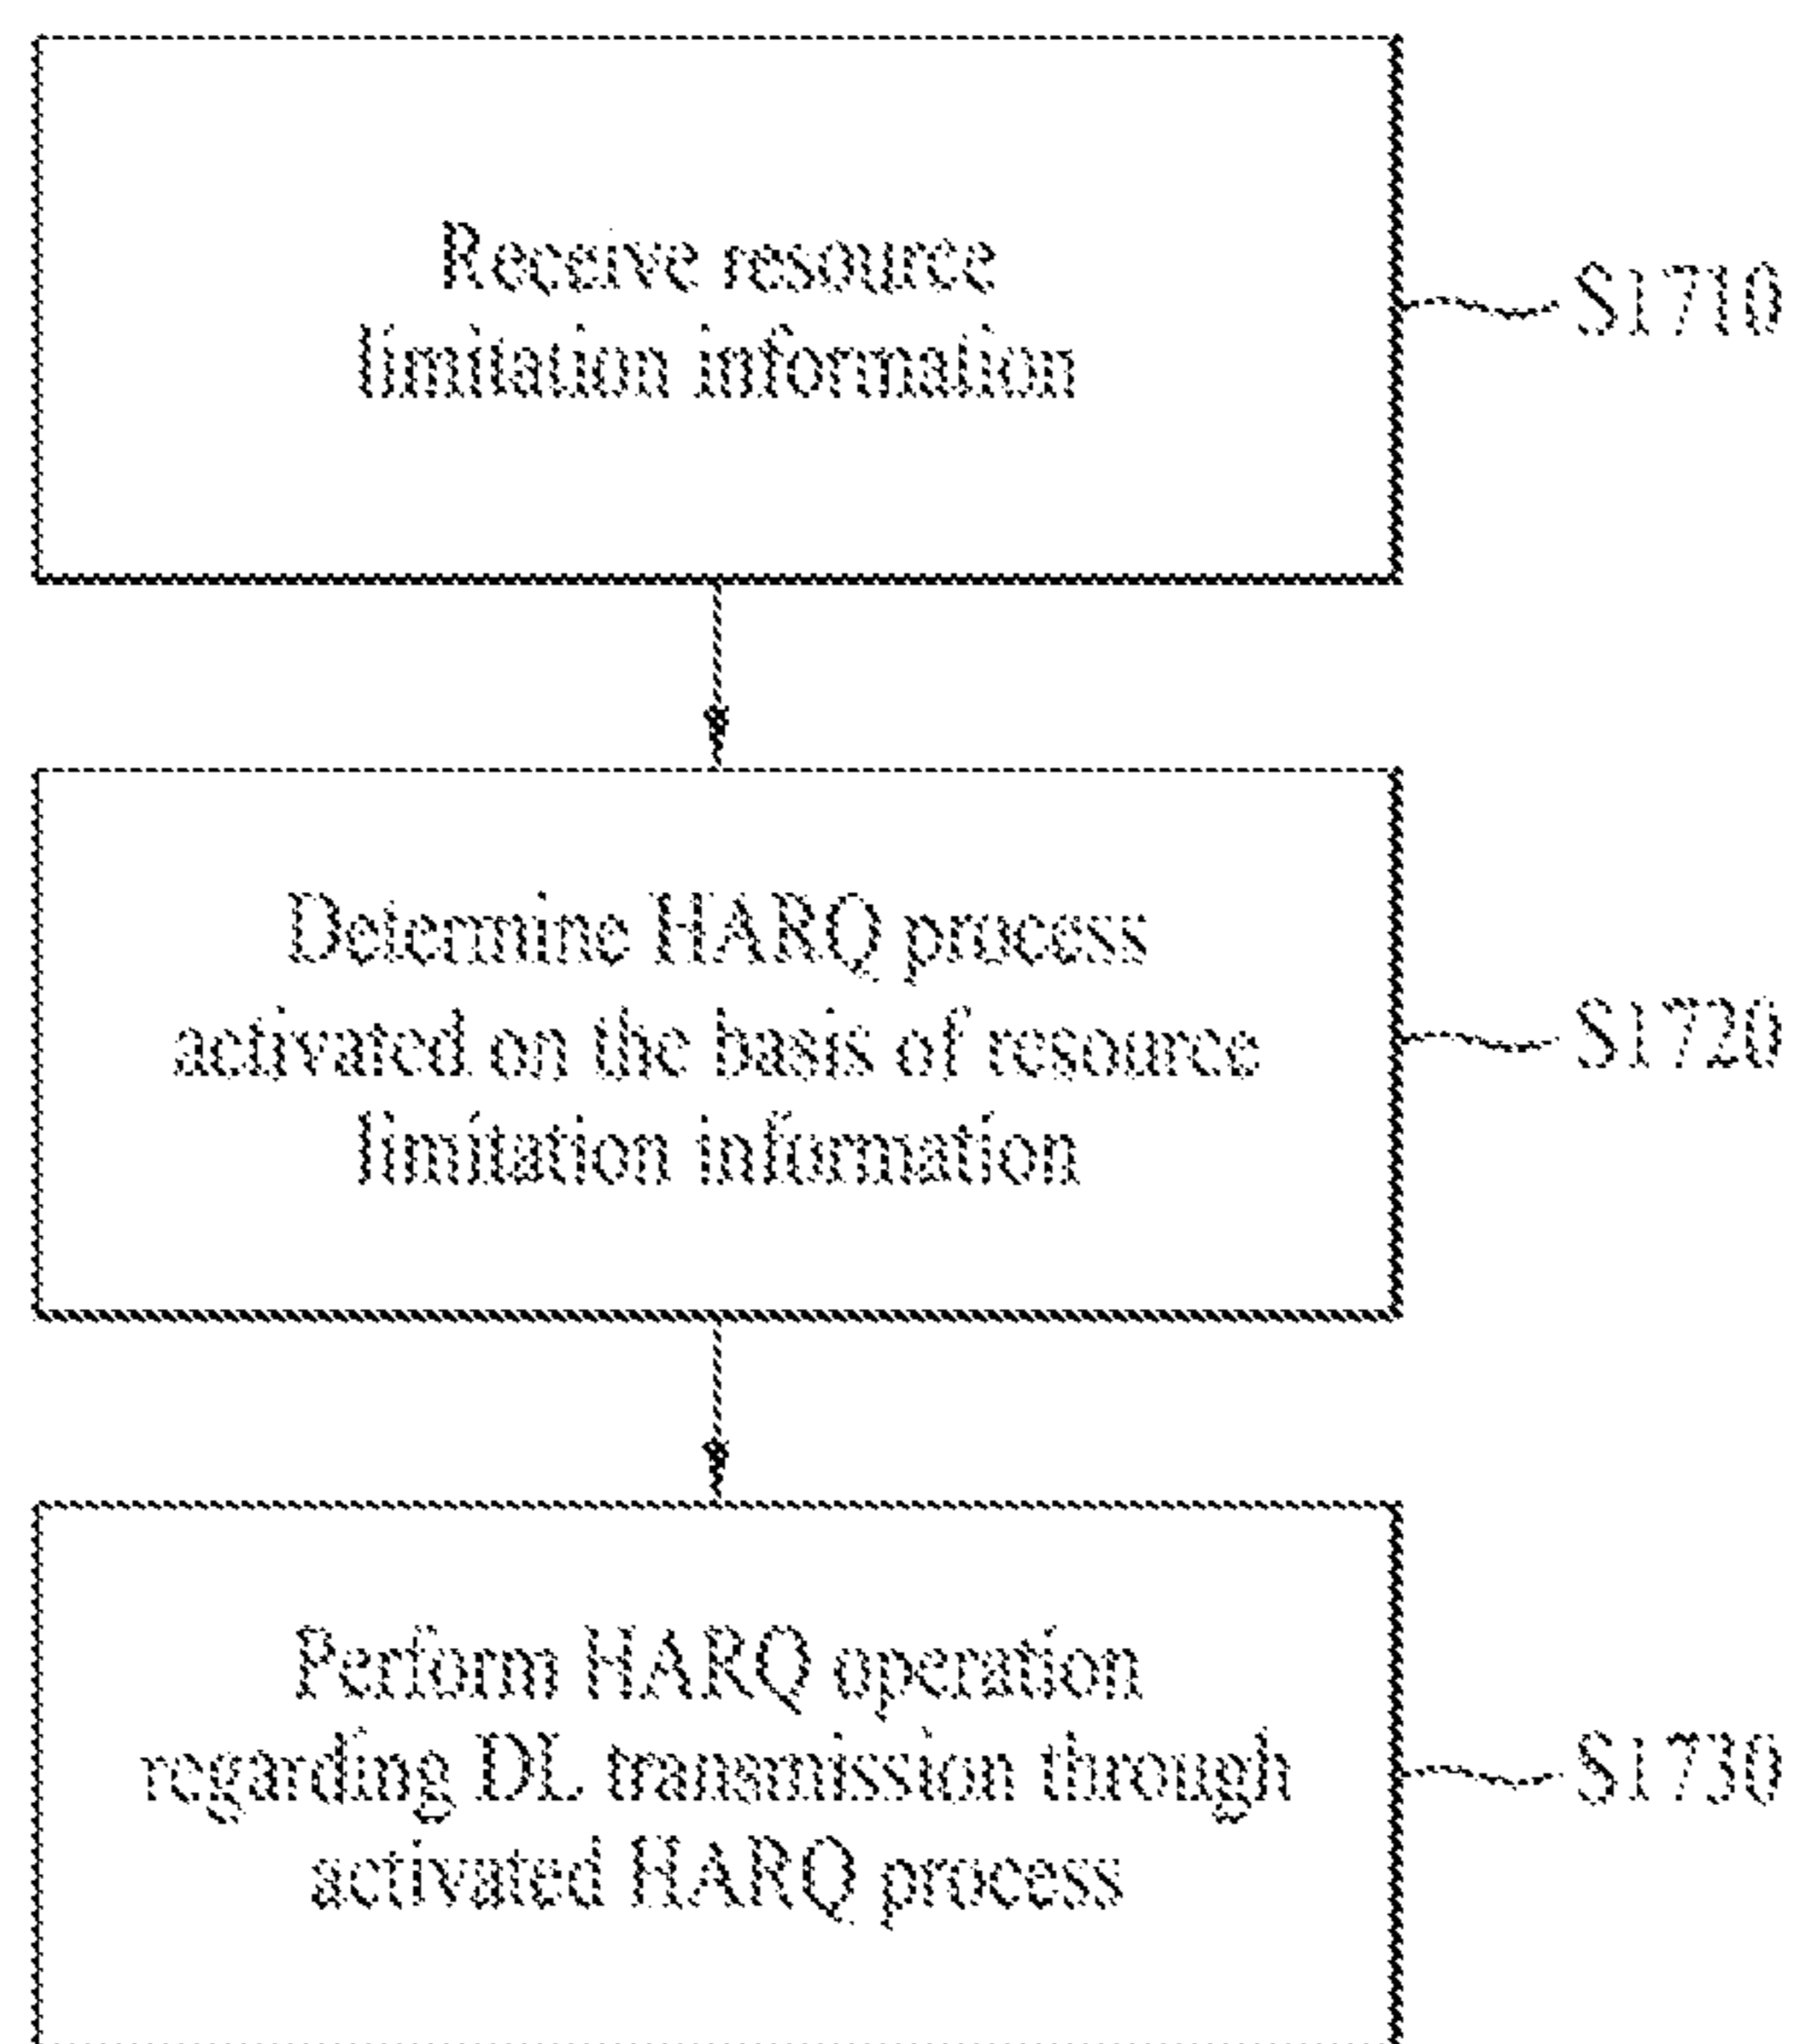 Receive resource
limitation information
S1710
Determine HARQ process
activated on the basis of resource
limitation information
S1720
Perform HARQ operation
regarding DL transmission through
activated HARQ process
S1730